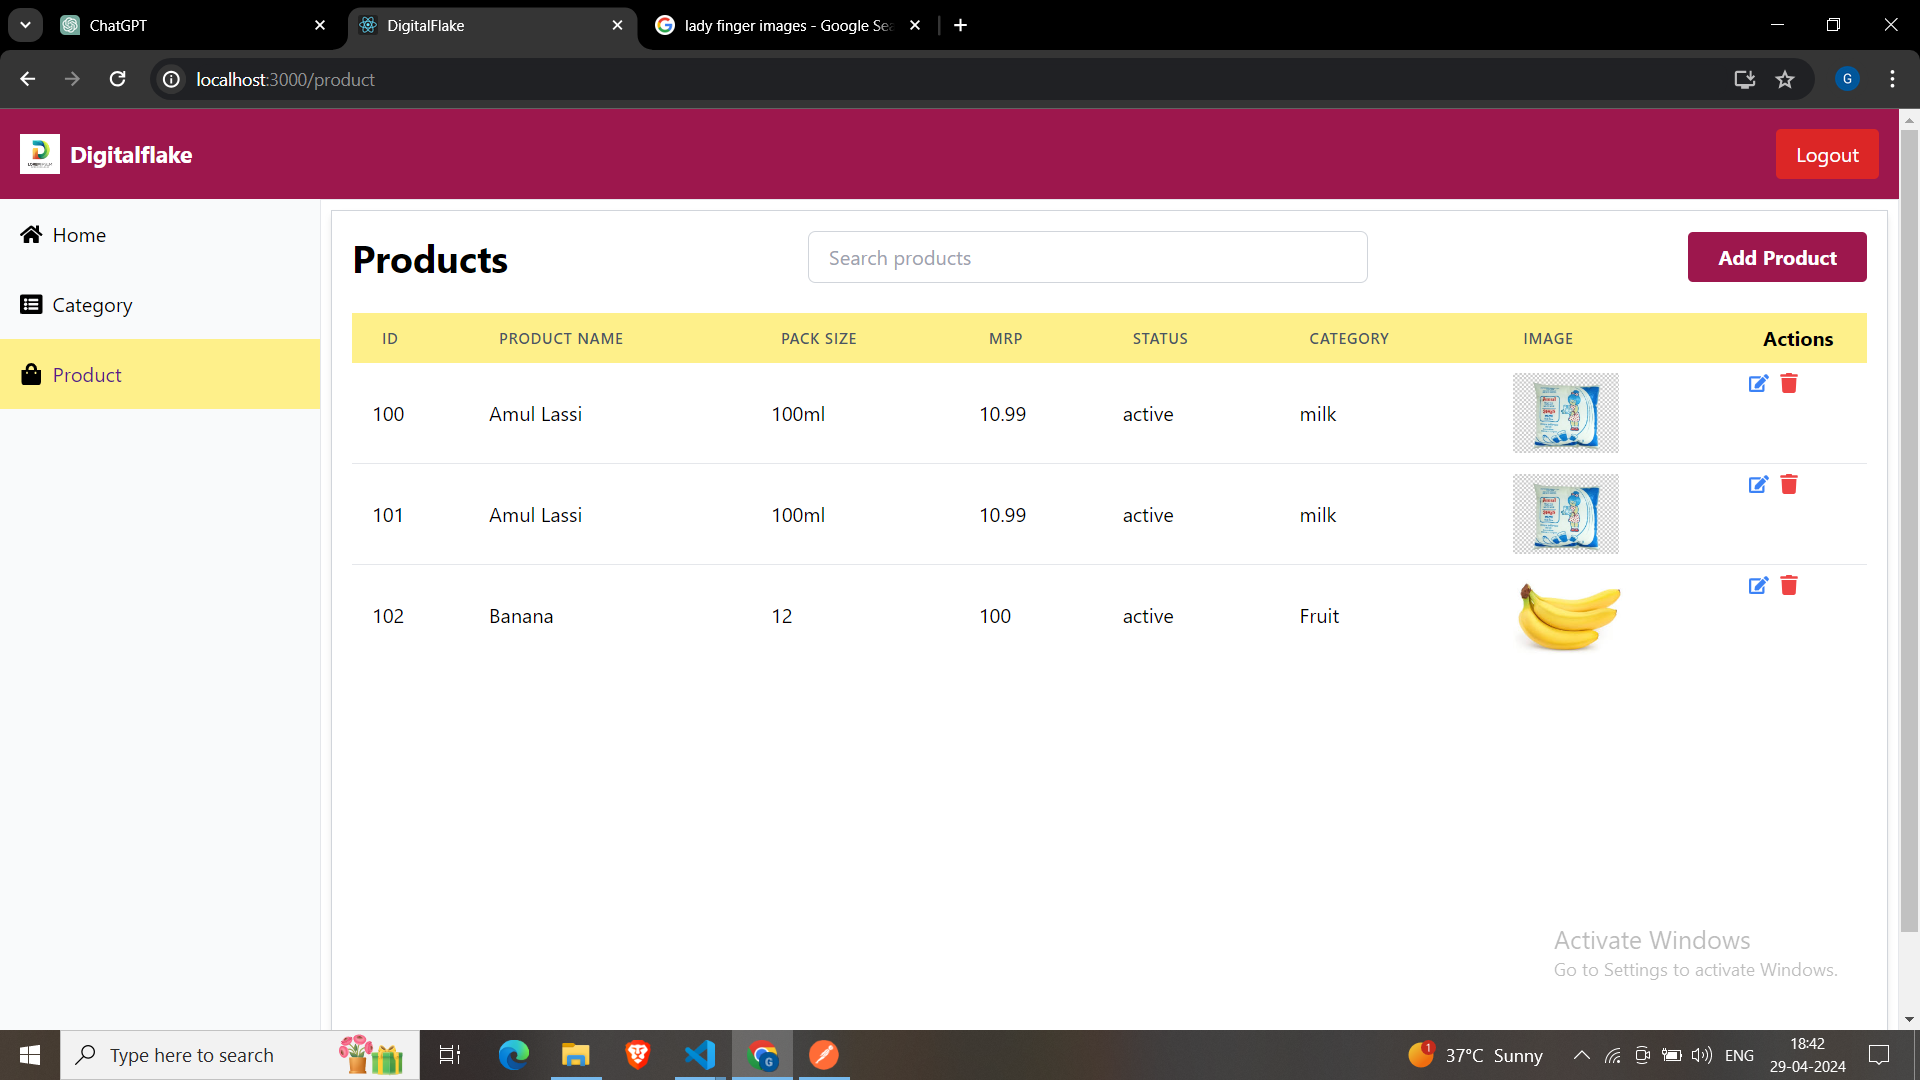 ChatGPT
DigitalFlake
lady finger images - Google Sea
localhost:3000/product
G
Digitalflake
Logout
Home
Category
Product
Products
Search products
Add Product
ID PRODUCT NAME PACK SIZE MRP STATUS CATEGORY IMAGE Actions
100 Amul Lassi 100ml 10.99 active milk
101 Amul Lassi 100ml 10.99 active milk
102 Banana 12 100 active Fruit
Activate Windows
Go to Settings to activate Windows.
Type here to search
G
1
37°C Sunny
ENG
18:42
29-04-2024